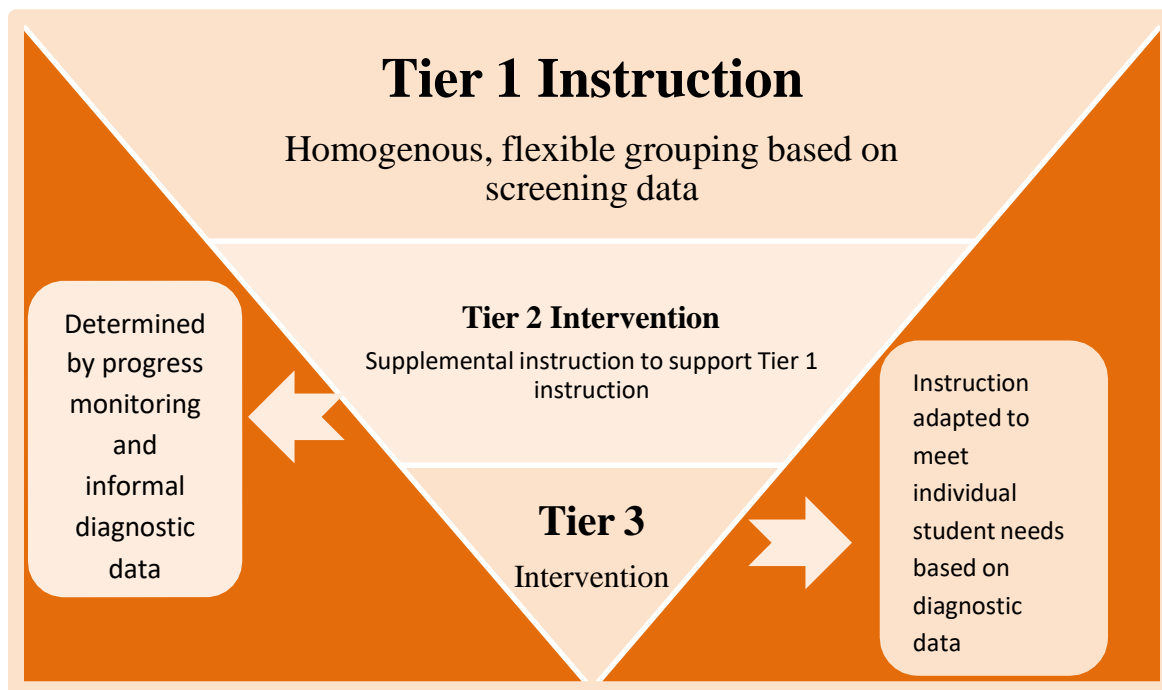 Tier 1 Instruction
Homogenous, flexible grouping based on
screening data
Tier 2 Intervention
Supplemental instruction to support Tier 1
instruction
Determined
by progress
monitoring
and
informal
diagnostic
data
Tier 3
Intervention
Instruction
adapted to
meet
individual
student needs
based on
diagnostic
data